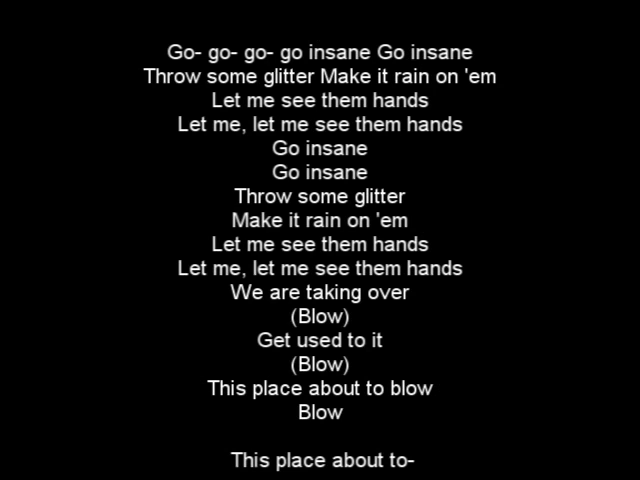 Go- go- go- go insane Go insane
Throw some glitter Make it rain on 'em
Let me see them hands
Let me, let me see them hands
Go insane
Go insane
Throw some glitter
Make it rain on 'em
Let me see them hands
Let me, let me see them hands
We are taking over
(Blow)
Get used to it
(Blow)
This place about to blow
Blow
This place about to-